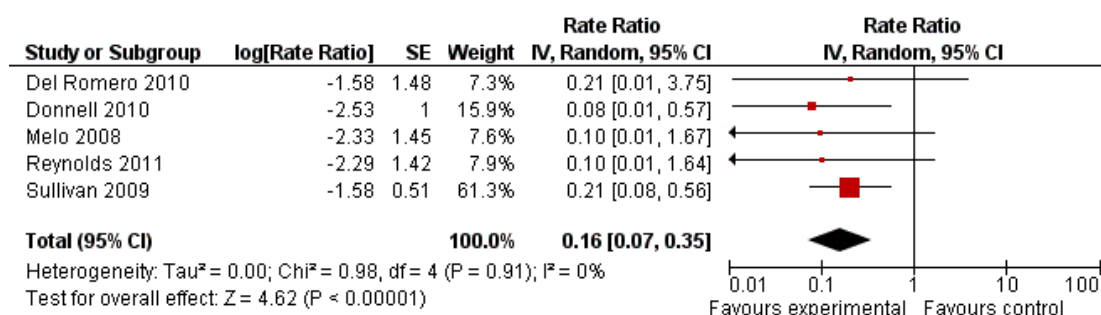 Rate Ratio Rate Ratio
Study or Subgroup log[Rate Ratio] SE Weight IV, Random, 95% CI IV, Random, 95% CI
Del Romero 2010 -1.58 1.48 7.3% 0.21 [0.01, 3.75]
Donnell 2010 -2.53 1 15.9% 0.08 [0.01, 0.57]
Melo 2008 -2.33 1.45 7.6% 0.10 [0.01, 1.67]
Reynolds 2011 -2.29 1.42 7.9% 0.10 [0.01, 1.64]
Sullivan 2009 -1.58 0.51 61.3% 0.21 [0.08, 0.56]
Total (95% CI) 100.0% 0.16 [0.07, 0.35]
Heterogeneity: Tau² = 0.00; Chi² = 0.98, df = 4 (P = 0.91); I² = 0%
Test for overall effect: Z = 4.62 (P < 0.00001)
0.01 0.1 1 10 100
Favours experimental Favours control